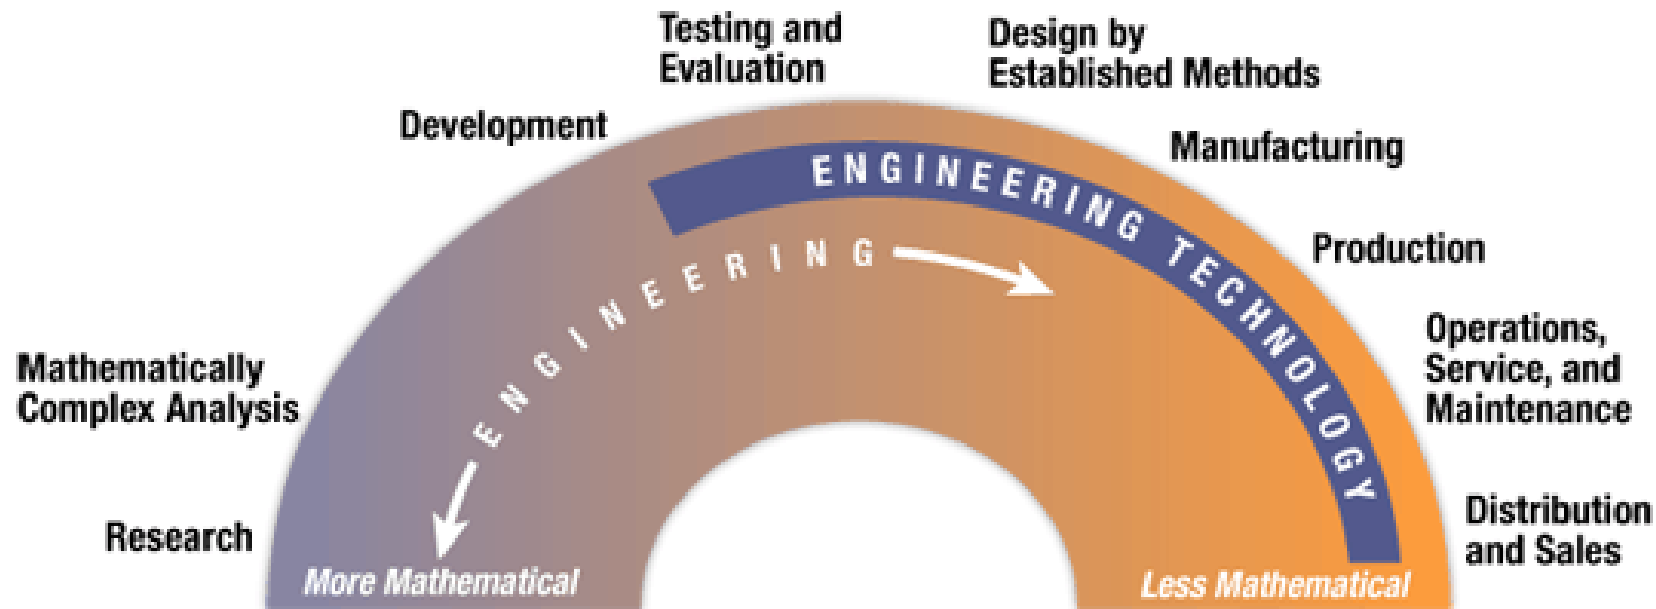 Testing and
Evaluation
Design by
Established Methods
Development
Manufacturing
ENGINEERING TECHNOLOGY
Production
ENGINEERING
Operations,
Service, and
Maintenance
Mathematically
Complex Analysis
Research
Distribution
and Sales
More Mathematical
Less Mathematical